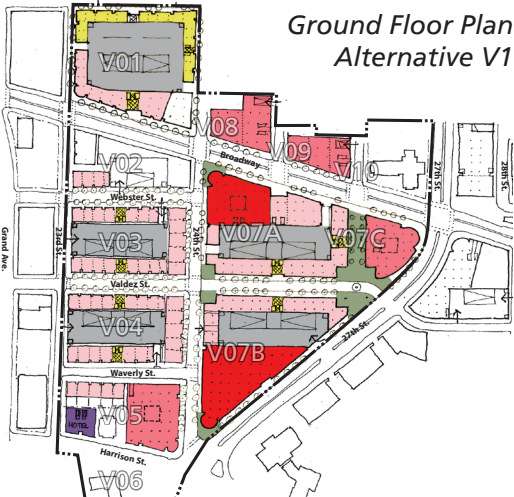 Ground Floor Plan
Alternative V1
V01
V08
V09
V10
Broadway
27th St.
28th St.
V02
Webster St.
Grand Ave.
23rd St.
24th St.
V03
V07A
V07C
Valdez St.
V04
V07B
27th St.
Waverly St.
V05
HOTEL
Harrison St.
V06